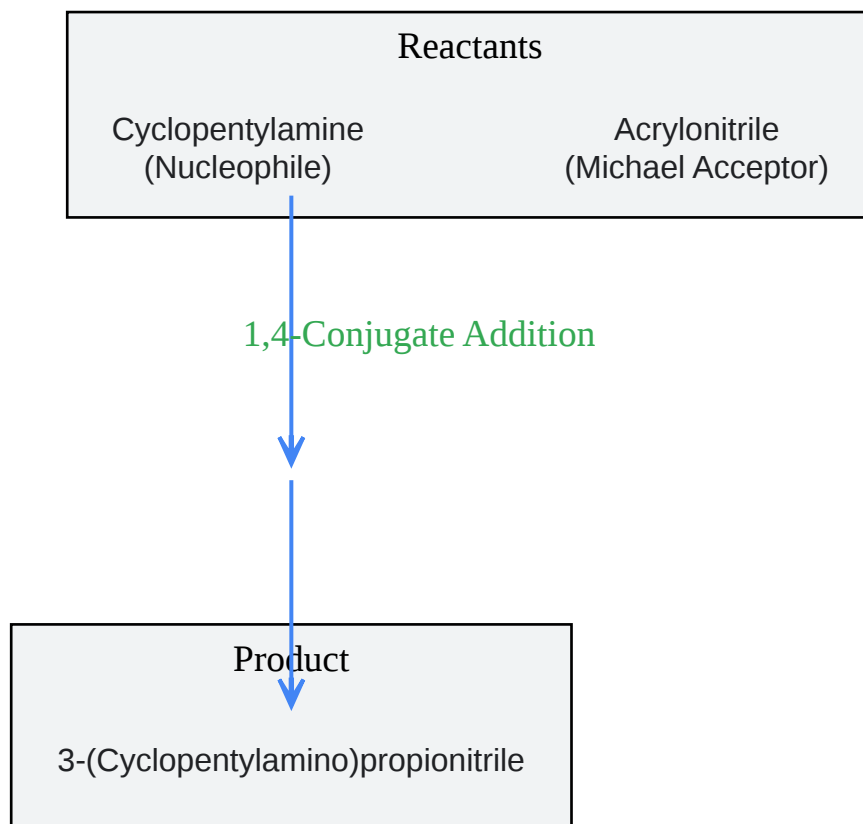 Reactants
Cyclopentylamine
(Nucleophile)
Acrylonitrile
(Michael Acceptor)
1,4-Conjugate Addition
Product
3-(Cyclopentylamino)propionitrile